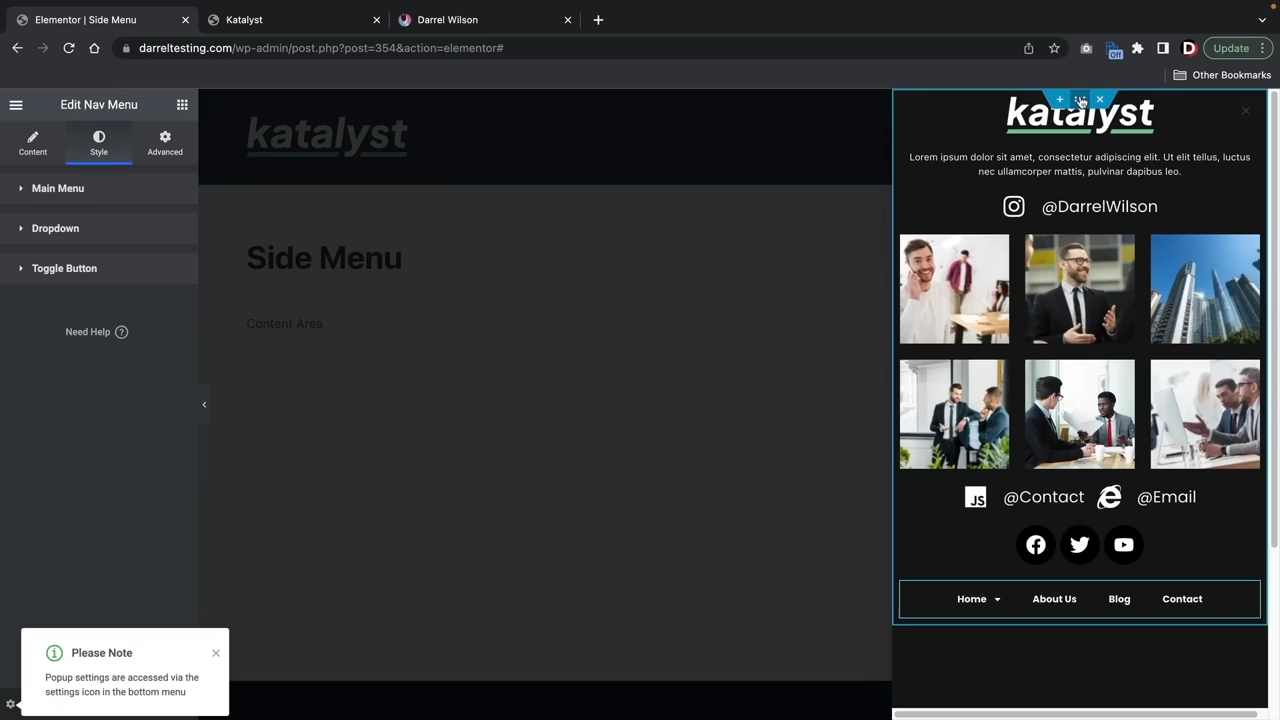 Elementor | Side Menu
Katalyst
Darrel Wilson
darreltesting.com/wp-admin/post.php?post=354&action=elementor#
Off
D
Update
Other Bookmarks
Edit Nav Menu
Content
Style
Advanced
Main Menu
Dropdown
Toggle Button
Need Help
katalyst
Side Menu
Content Area
katalyst
Lorem ipsum dolor sit amet, consectetur adipiscing elit. Ut elit tellus, luctus
nec ullamcorper mattis, pulvinar dapibus leo.
@DarrelWilson
JS
@Contact
@Email
Home
About Us
Blog
Contact
Please Note
Popup settings are accessed via the
settings icon in the bottom menu